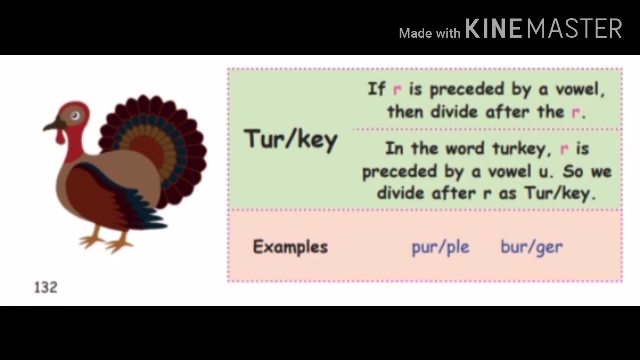 Made with KINEMASTER
If r is preceded by a vowel,
then divide after the r.
Tur/key
In the word turkey, r is
preceded by a vowel u. So we
divide after r as Tur/key.
Examples pur/ple bur/ger
132